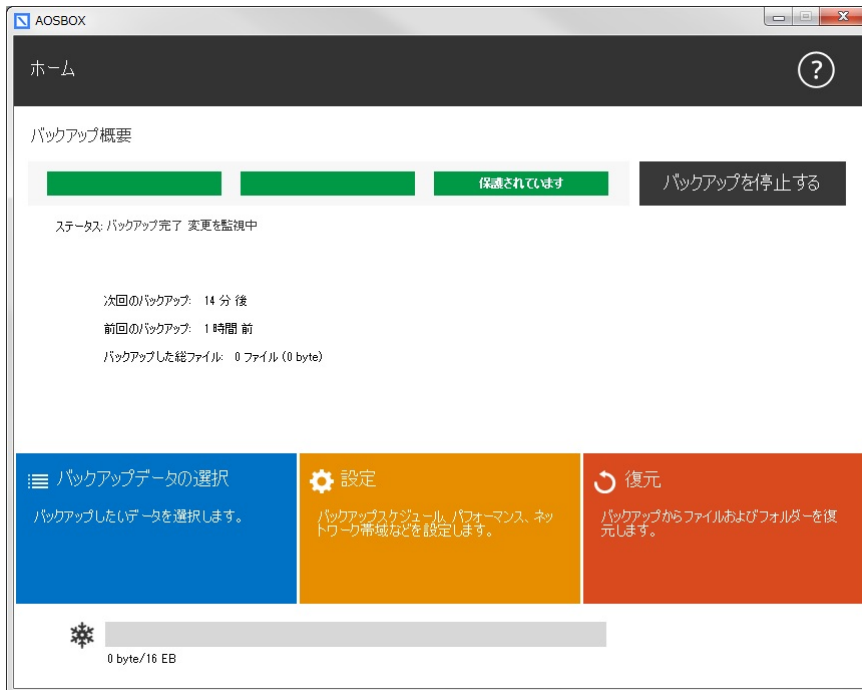 AOSBOX
ホーム
?
バックアップ概要
保護されています
バックアップを停止する
ステータス: バックアップ完了 変更を監視中
次回のバックアップ: 14 分 後
前回のバックアップ: 1 時間 前
バックアップした総ファイル: 0 ファイル (0 byte)
バックアップデータの選択
バックアップしたいデータを選択します。
設定
バックアップスケジュール、パフォーマンス、ネッ
トワーク帯域などを設定します。
復元
バックアップからファイルおよびフォルダーを復
元します。
0 byte/16 EB